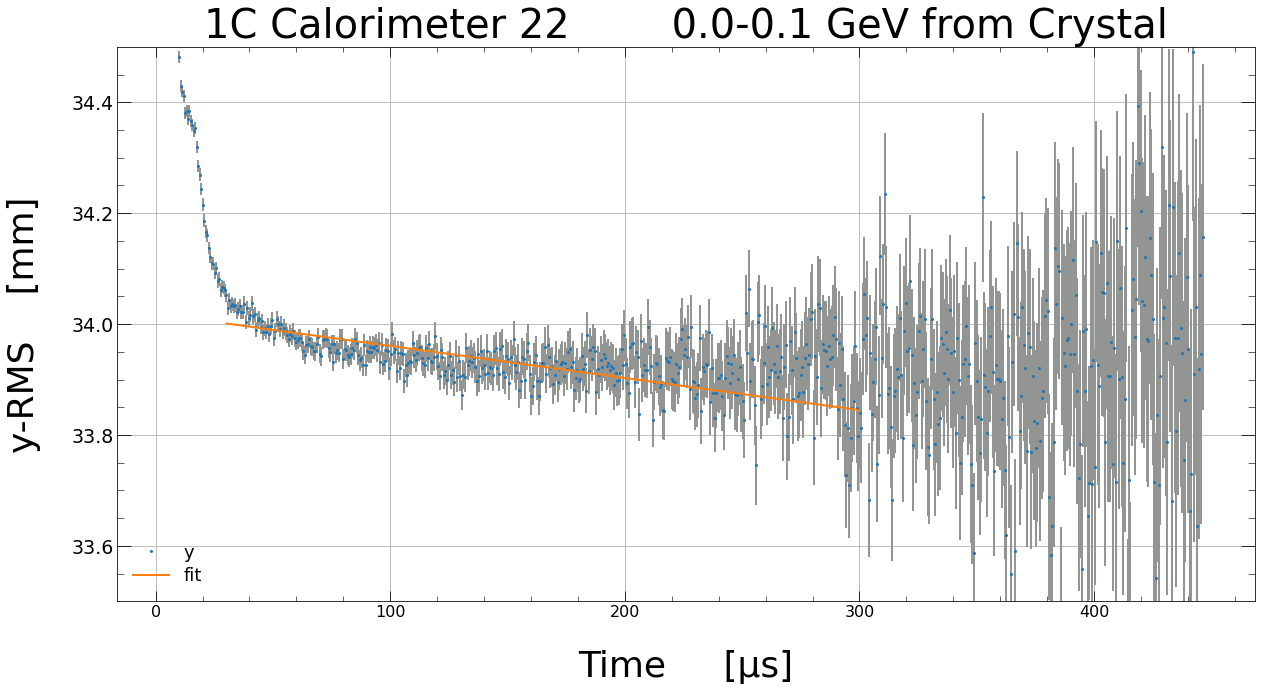 1C Calorimeter 22 0.0-0.1 GeV from Crystal
34.4
34.2
34.0
33.8
33.6
y-RMS [mm]
y
fit
0 100 200 300 400
Time [µs]